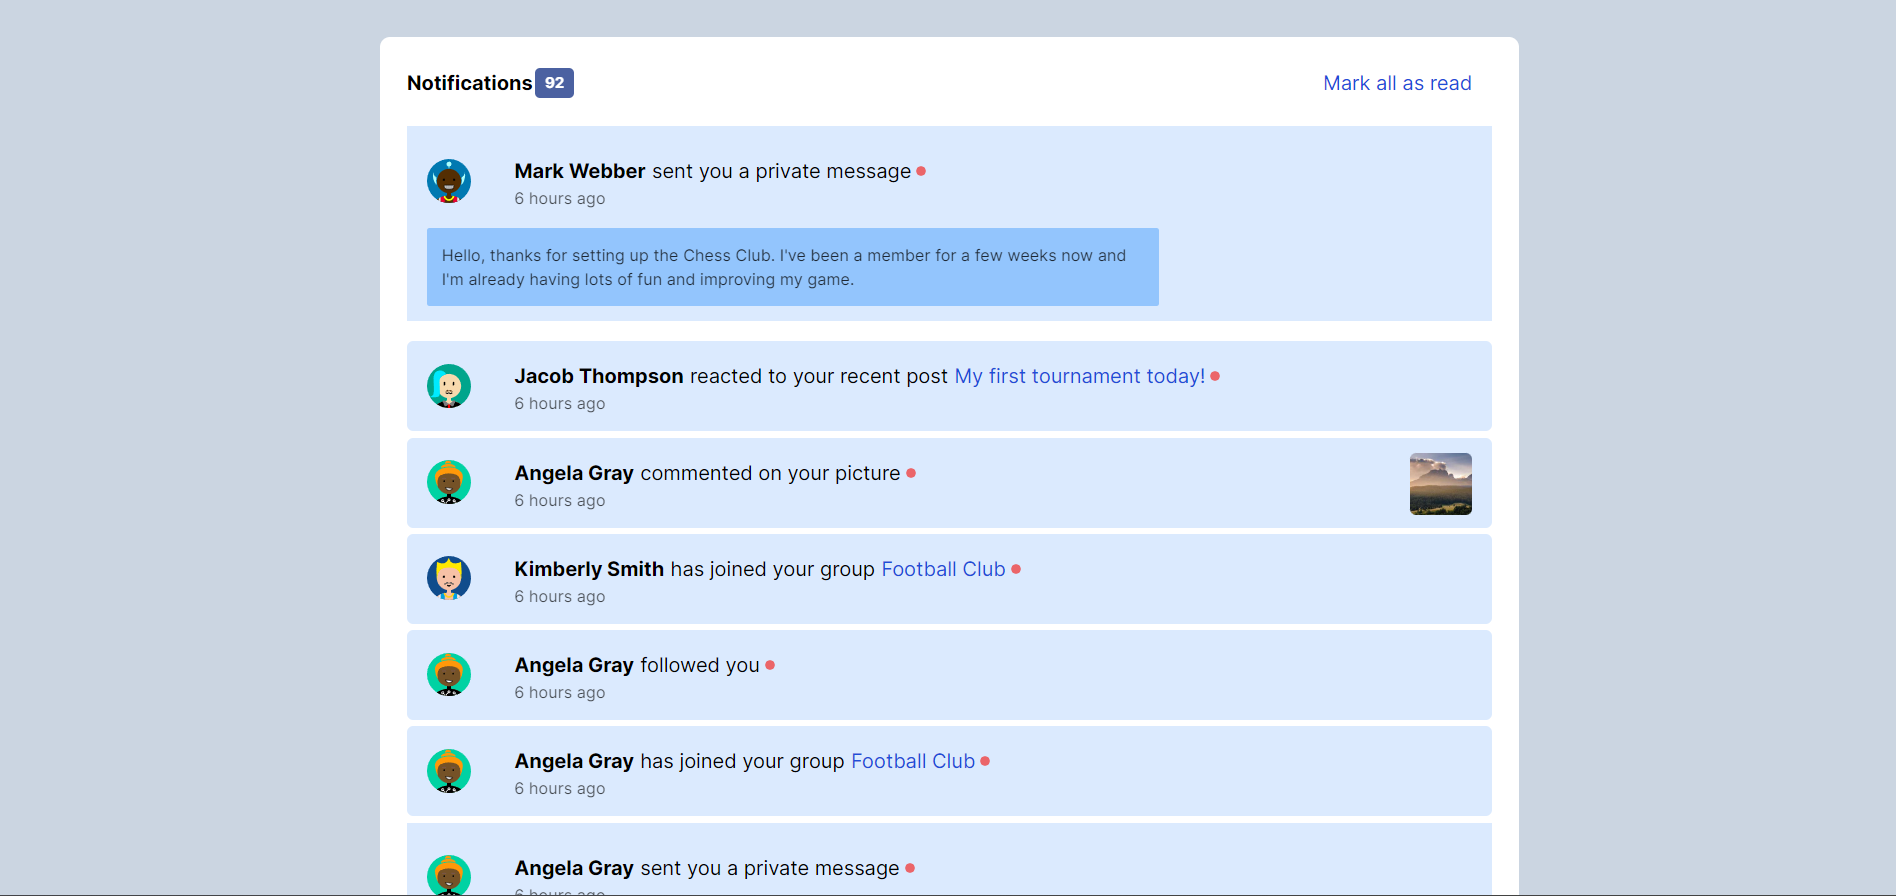 Notifications 92
Mark all as read
Mark Webber sent you a private message
6 hours ago
Hello, thanks for setting up the Chess Club. I've been a member for a few weeks now and
I'm already having lots of fun and improving my game.
Jacob Thompson reacted to your recent post My first tournament today!
6 hours ago
Angela Gray commented on your picture
6 hours ago
Kimberly Smith has joined your group Football Club
6 hours ago
Angela Gray followed you
6 hours ago
Angela Gray has joined your group Football Club
6 hours ago
Angela Gray sent you a private message
6 hours ago